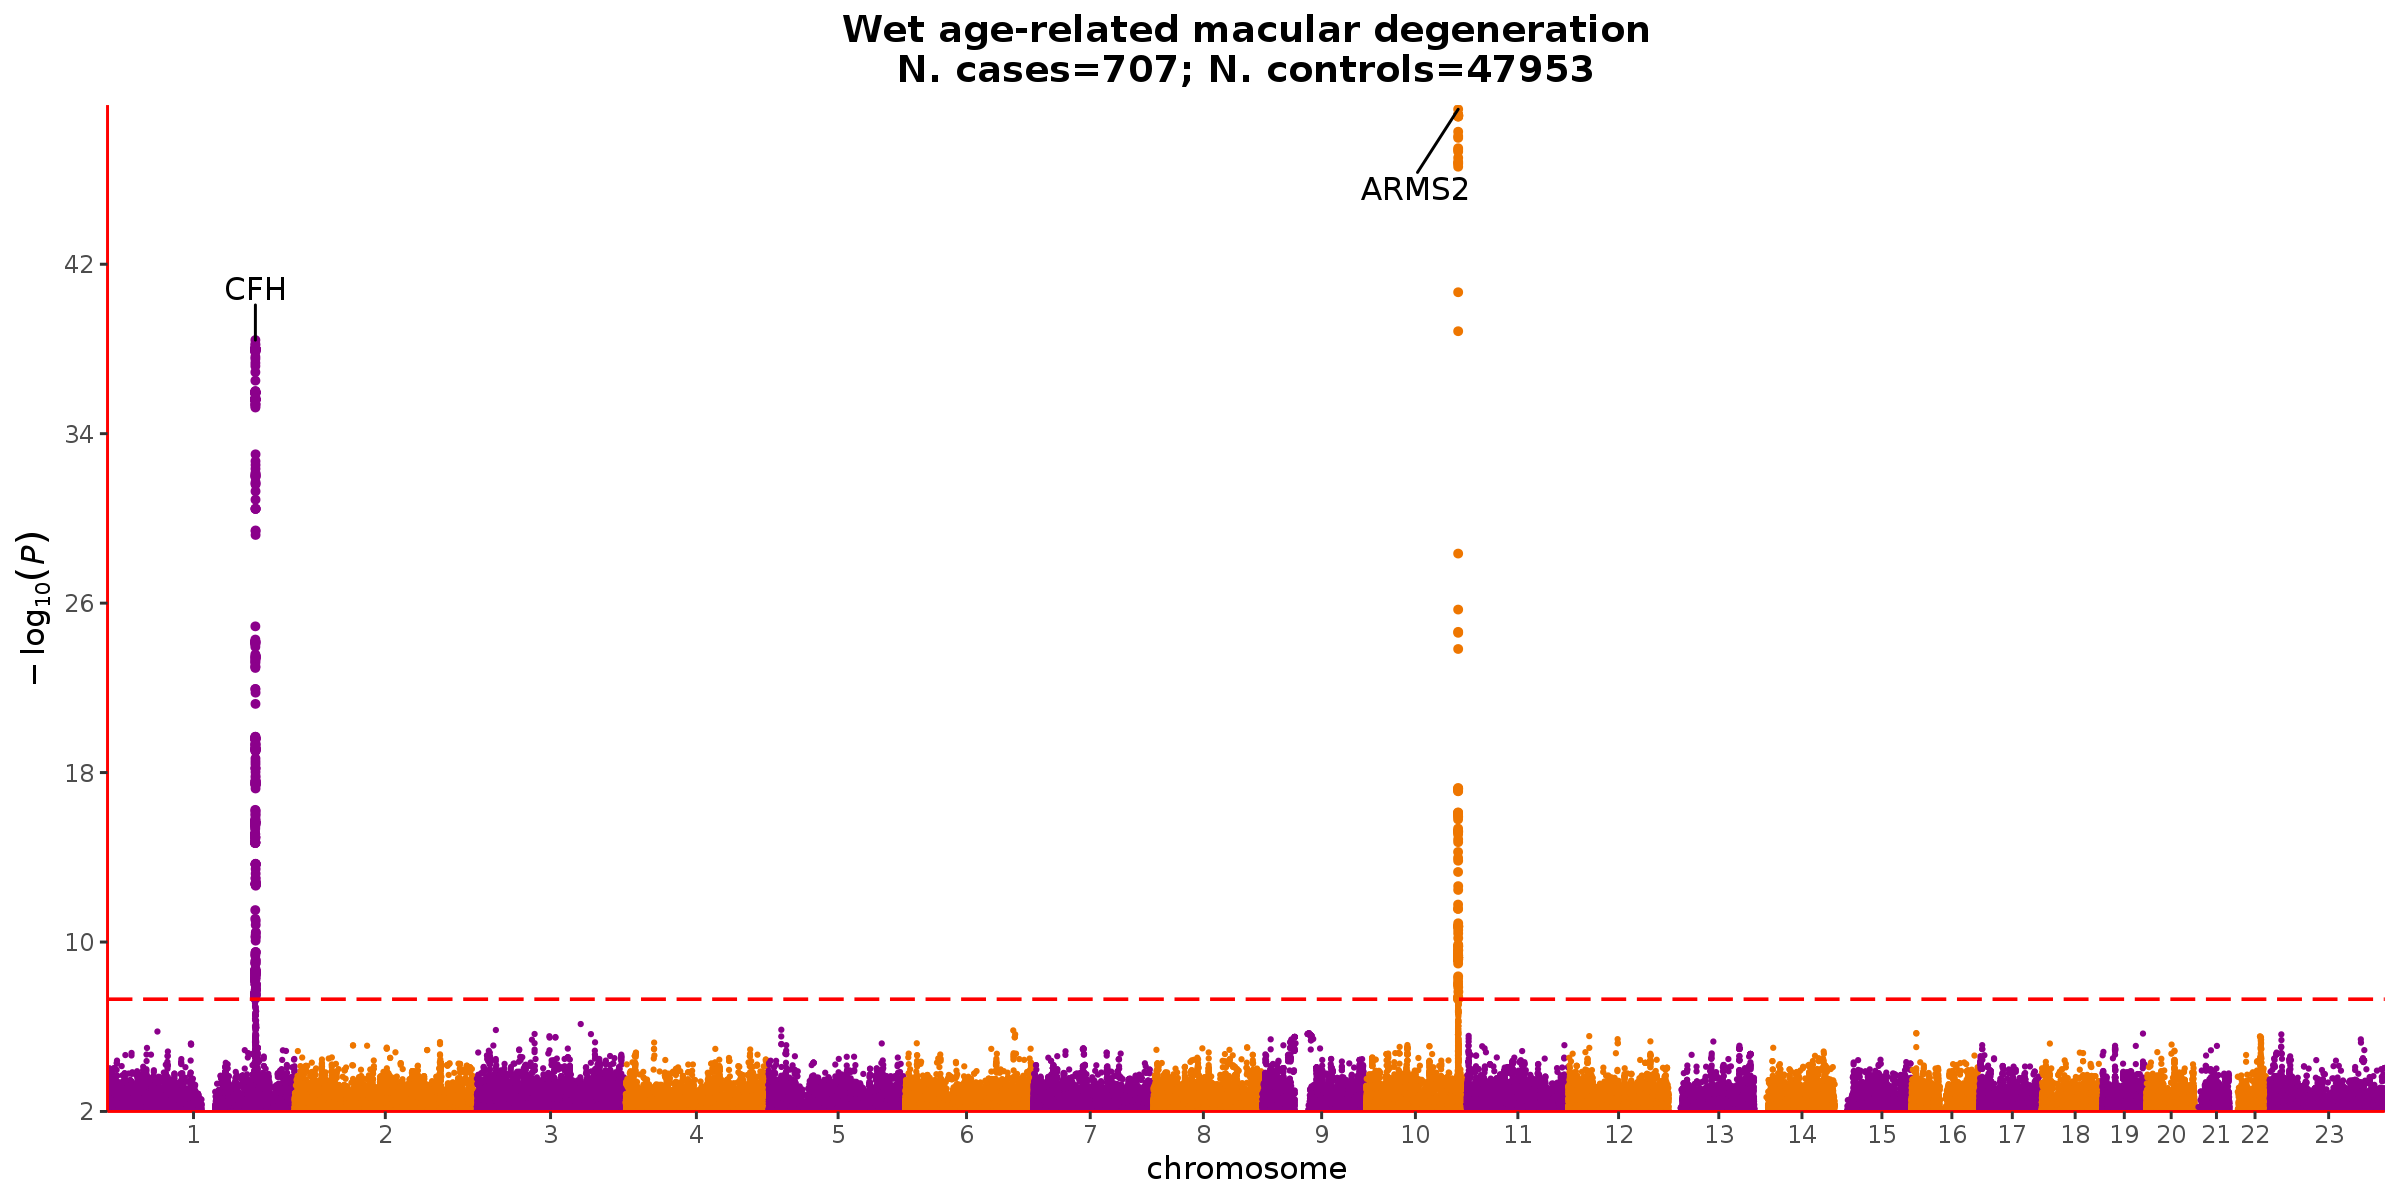 Wet age-related macular degeneration
N. cases=707; N. controls=47953
ARMS2
CFH
42
34
26
18
10
2
−log10(P)
1 2 3 4 5 6 7 8 9 10 11 12 13 14 15 16 17 18 19 20 21 22 23
chromosome